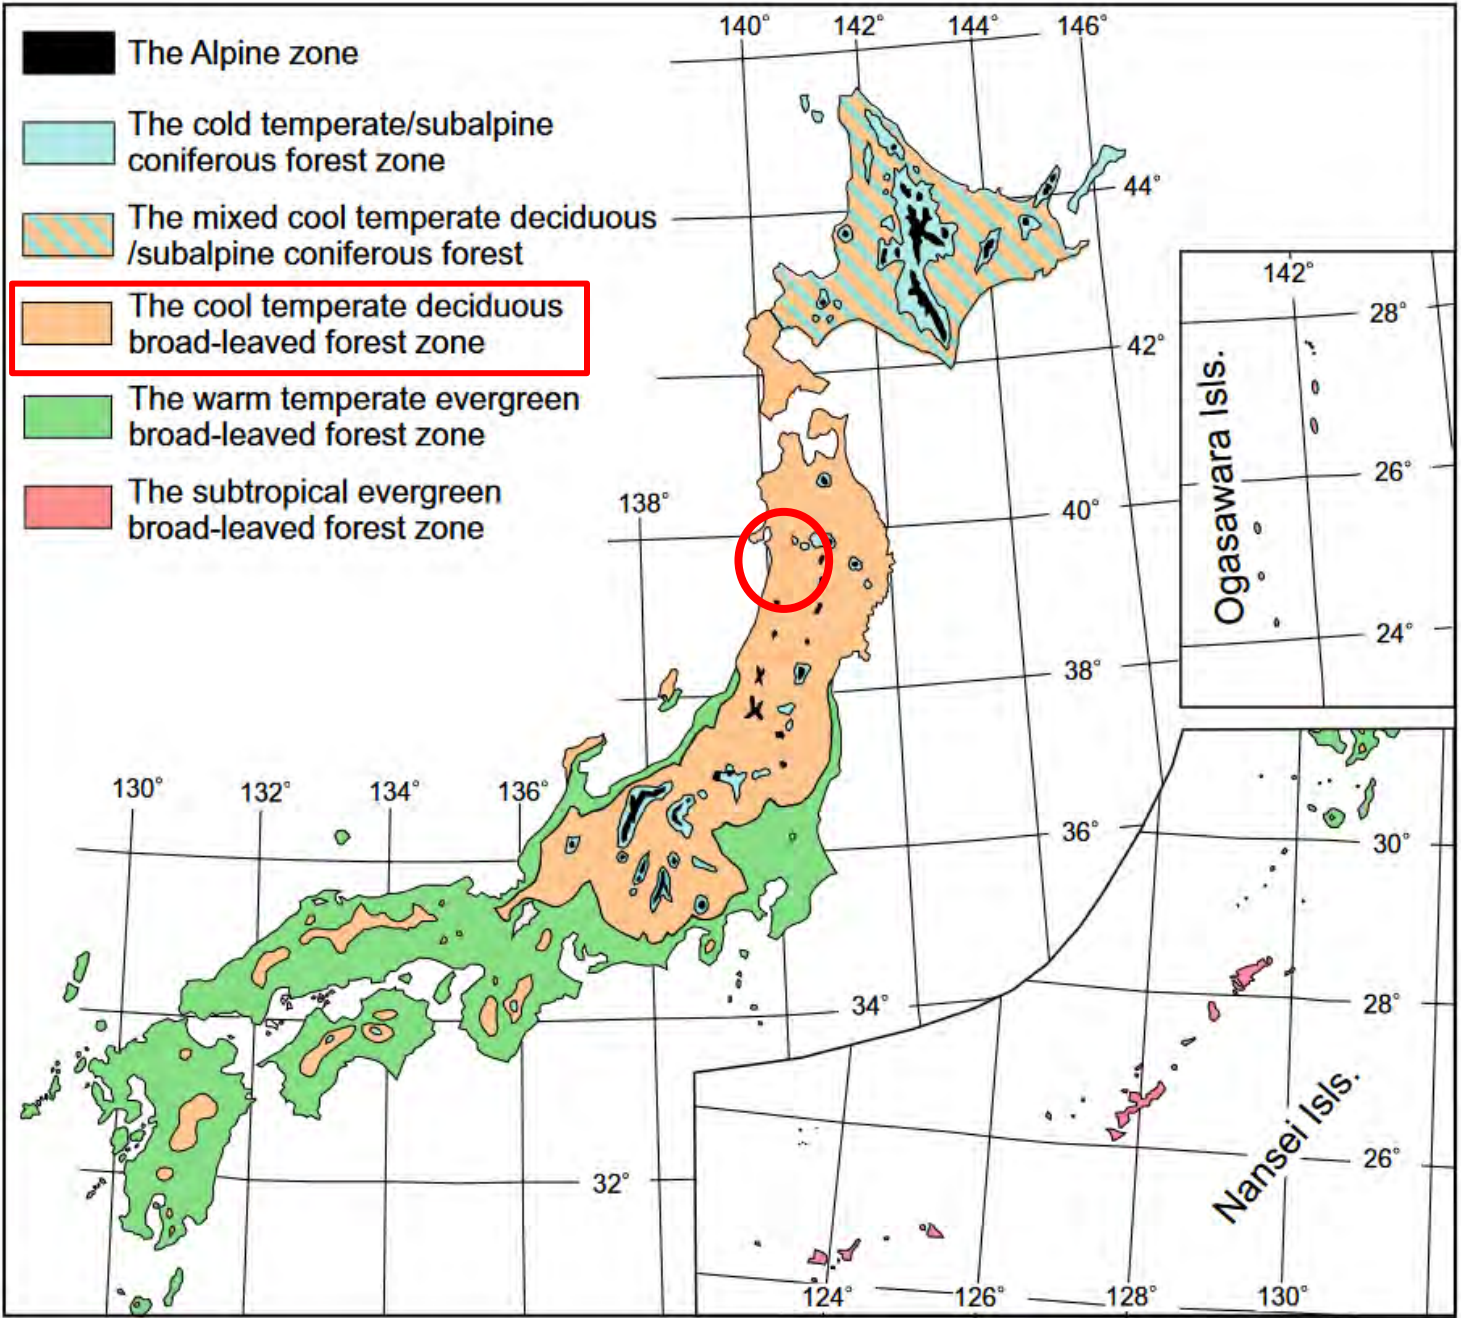 The Alpine zone
The cold temperate/subalpine
coniferous forest zone
The mixed cool temperate deciduous
/subalpine coniferous forest
The cool temperate deciduous
broad-leaved forest zone
The warm temperate evergreen
broad-leaved forest zone
The subtropical evergreen
broad-leaved forest zone
140° 142° 144° 146°
44°
42°
138°
40°
38°
130° 132° 134° 136°
36°
34°
32°
142°
28°
Ogasawara Isls.
26°
24°
30°
28°
Nansei Isls.
26°
124° 126° 128° 130°